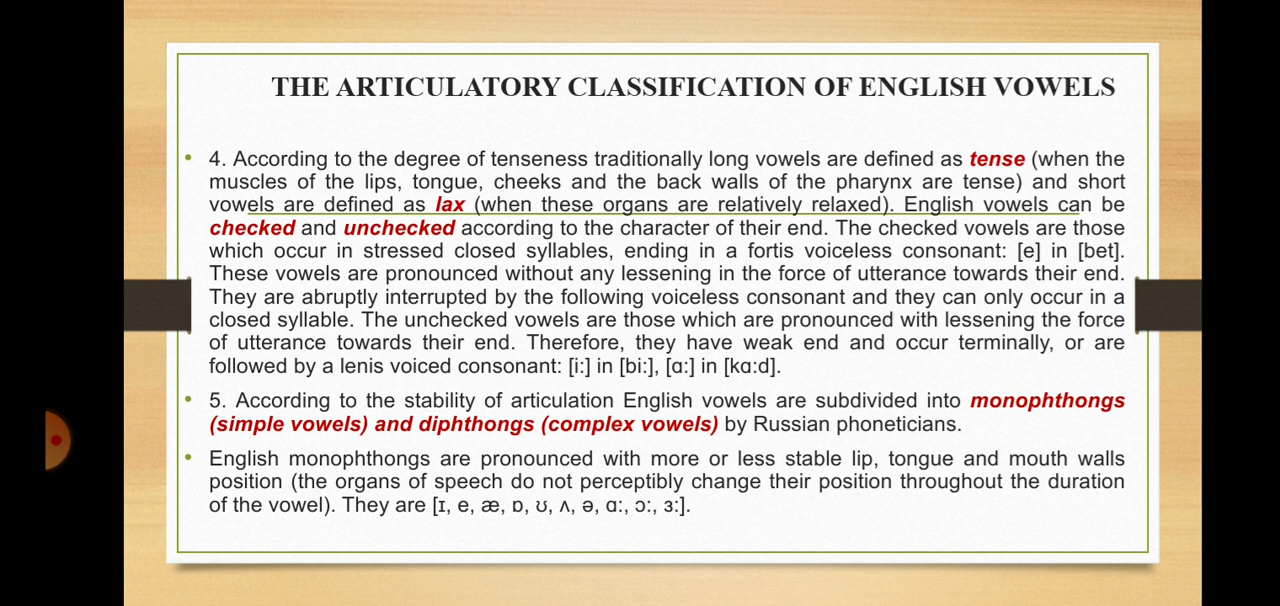 THE ARTICULATORY CLASSIFICATION OF ENGLISH VOWELS
• 4. According to the degree of tenseness traditionally long vowels are defined as tense (when the
muscles of the lips, tongue, cheeks and the back walls of the pharynx are tense) and short
vowels are defined as lax (when these organs are relatively relaxed). English vowels can be
checked and unchecked according to the character of their end. The checked vowels are those
which occur in stressed closed syllables, ending in a fortis voiceless consonant: [e] in [bet].
These vowels are pronounced without any lessening in the force of utterance towards their end.
They are abruptly interrupted by the following voiceless consonant and they can only occur in a
closed syllable. The unchecked vowels are those which are pronounced with lessening the force
of utterance towards their end. Therefore, they have weak end and occur terminally, or are
followed by a lenis voiced consonant: [i:] in [bi:], [ɑ:] in [kɑ:d].
• 5. According to the stability of articulation English vowels are subdivided into monophthongs
(simple vowels) and diphthongs (complex vowels) by Russian phoneticians.
• English monophthongs are pronounced with more or less stable lip, tongue and mouth walls
position (the organs of speech do not perceptibly change their position throughout the duration
of the vowel). They are [ɪ, e, æ, ɒ, ʊ, ʌ, ə, ɑ:, ɔ:, ɜ:].